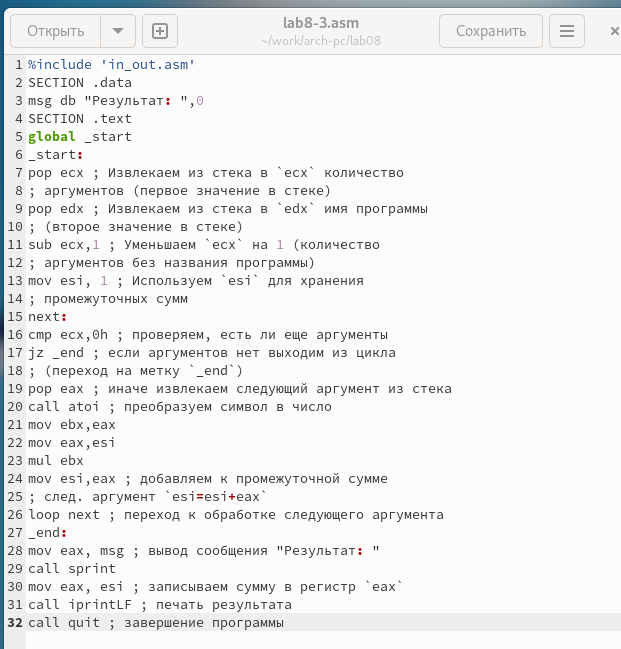 Открыть
lab8-3.asm
~/work/arch-pc/lab08
Сохранить
1 %include 'in_out.asm'
2 SECTION .data
3 msg db "Результат: ",0
4 SECTION .text
5 global _start
6 _start:
7 pop ecx ; Извлекаем из стека в `ecx` количество
8 ; аргументов (первое значение в стеке)
9 pop edx ; Извлекаем из стека в `edx` имя программы
10 ; (второе значение в стеке)
11 sub ecx,1 ; Уменьшаем `ecx` на 1 (количество
12 ; аргументов без названия программы)
13 mov esi, 1 ; Используем `esi` для хранения
14 ; промежуточных сумм
15 next:
16 cmp ecx,0h ; проверяем, есть ли еще аргументы
17 jz _end ; если аргументов нет выходим из цикла
18 ; (переход на метку `_end`)
19 pop eax ; иначе извлекаем следующий аргумент из стека
20 call atoi ; преобразуем символ в число
21 mov ebx,eax
22 mov eax,esi
23 mul ebx
24 mov esi,eax ; добавляем к промежуточной сумме
25 ; след. аргумент `esi=esi+eax`
26 loop next ; переход к обработке следующего аргумента
27 _end:
28 mov eax, msg ; вывод сообщения "Результат: "
29 call sprint
30 mov eax, esi ; записываем сумму в регистр `eax`
31 call iprintLF ; печать результата
32 call quit ; завершение программы